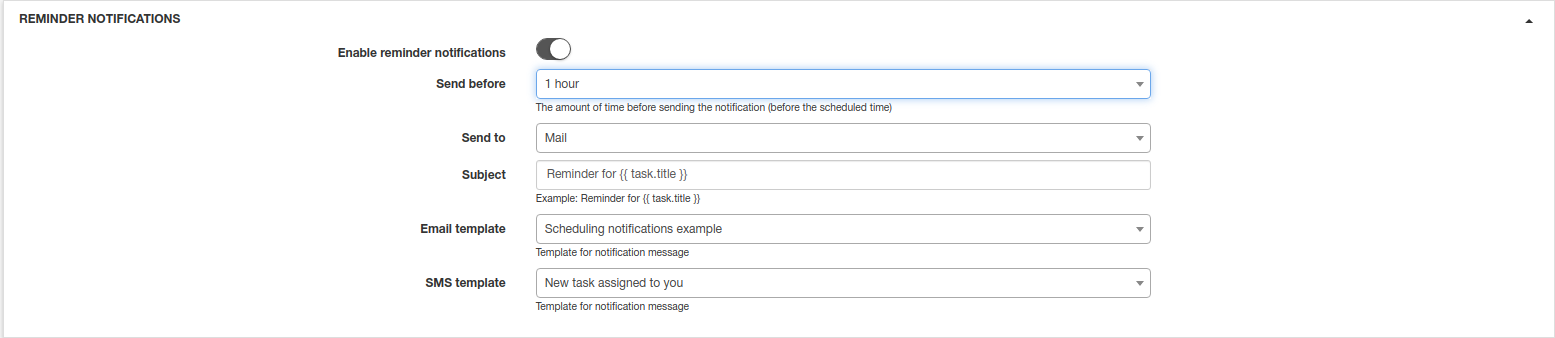 REMINDER NOTIFICATIONS
Enable reminder notifications
Send before
1 hour
The amount of time before sending the notification (before the scheduled time)
Send to
Mail
Subject
Reminder for {{ task.title }}
Example: Reminder for {{ task.title }}
Email template
Scheduling notifications example
Template for notification message
SMS template
New task assigned to you
Template for notification message